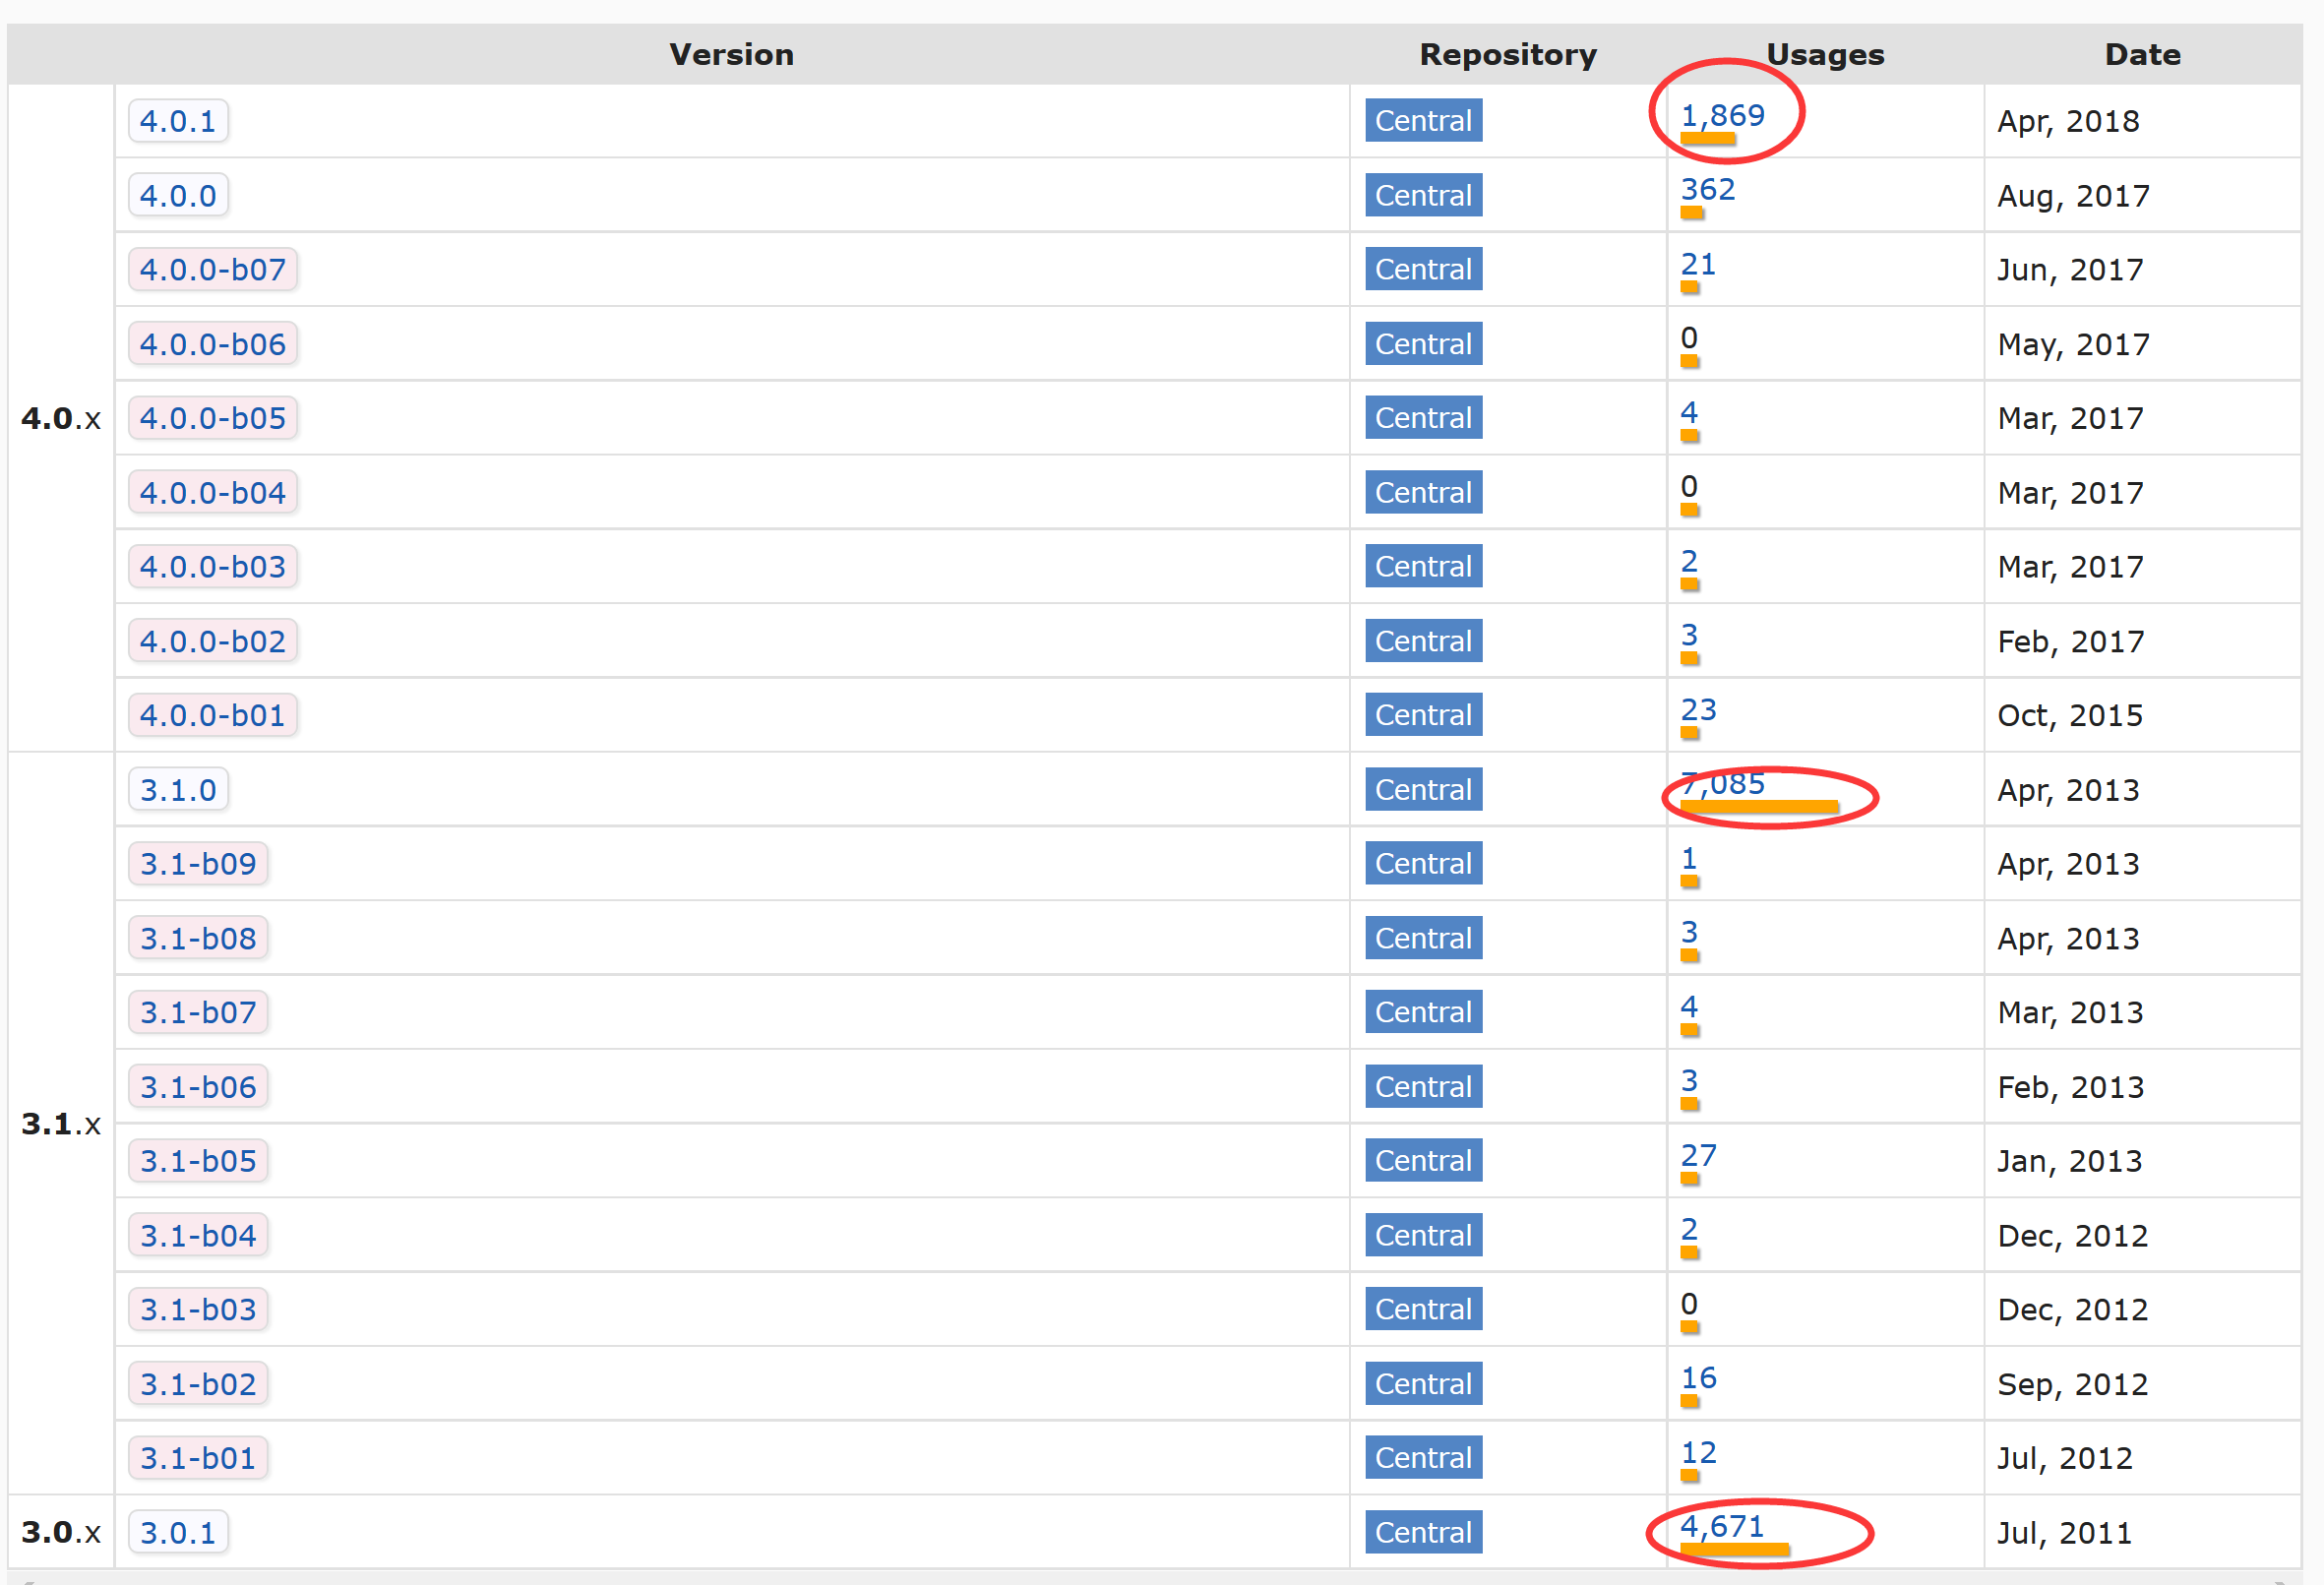 Version Repository Usages Date
4.0.1 Central 1,869 Apr, 2018
4.0.0 Central 362 Aug, 2017
4.0.0-b07 Central 21 Jun, 2017
4.0.0-b06 Central 0 May, 2017
4.0.x 4.0.0-b05 Central 4 Mar, 2017
4.0.0-b04 Central 0 Mar, 2017
4.0.0-b03 Central 2 Mar, 2017
4.0.0-b02 Central 3 Feb, 2017
4.0.0-b01 Central 23 Oct, 2015
3.1.0 Central 7,085 Apr, 2013
3.1-b09 Central 1 Apr, 2013
3.1-b08 Central 3 Apr, 2013
3.1-b07 Central 4 Mar, 2013
3.1-b06 Central 3 Feb, 2013
3.1.x
3.1-b05 Central 27 Jan, 2013
3.1-b04 Central 2 Dec, 2012
3.1-b03 Central 0 Dec, 2012
3.1-b02 Central 16 Sep, 2012
3.1-b01 Central 12 Jul, 2012
3.0.x 3.0.1 Central 4,671 Jul, 2011